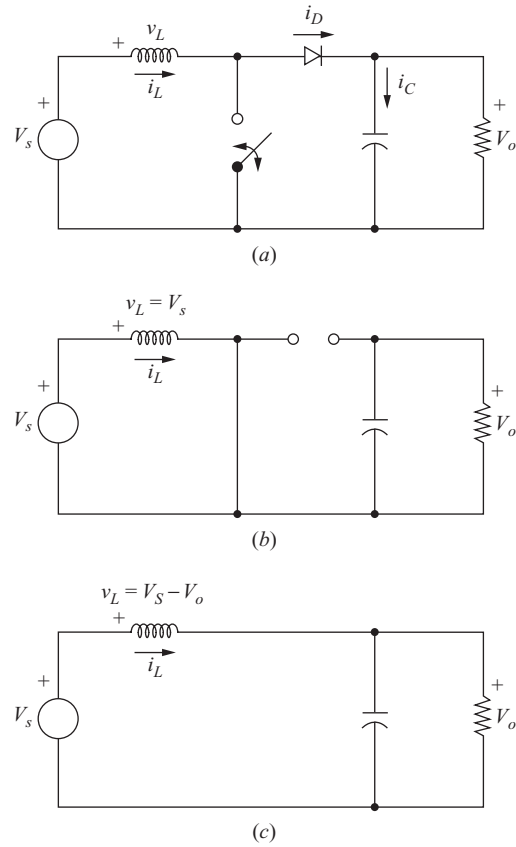 i_D
+ v_L
i_L
i_C
+
V_s
+
V_o
(a)
v_L = V_s
+
i_L
+
V_s
+
V_o
(b)
v_L = V_S – V_o
+
i_L
+
V_s
+
V_o
(c)